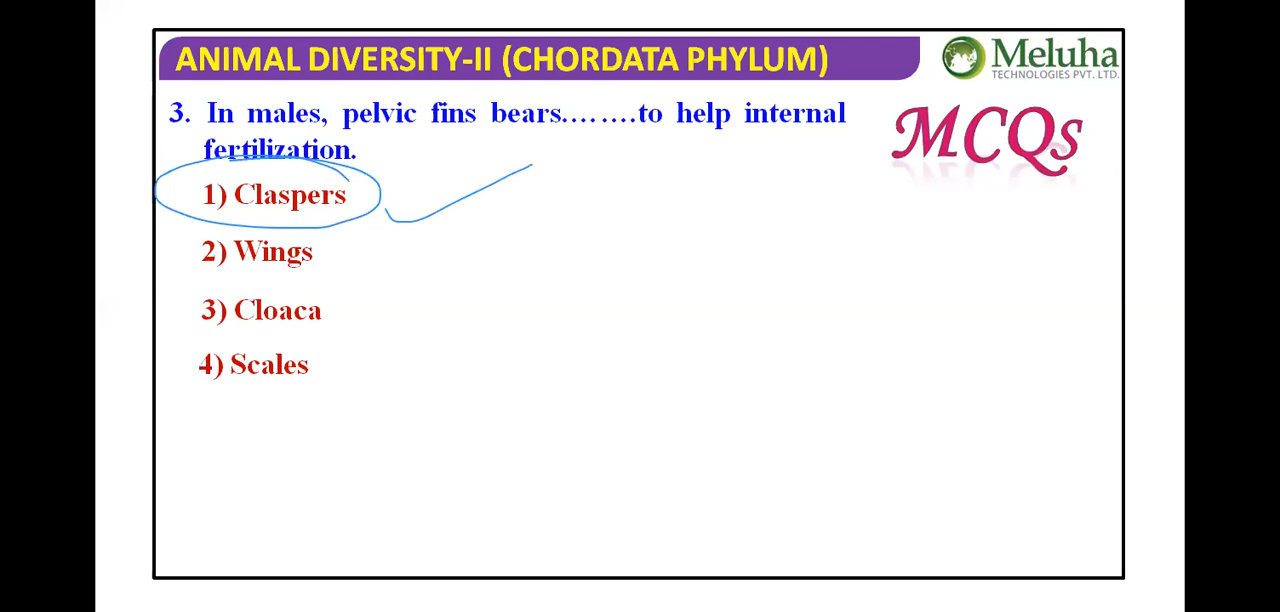 ANIMAL DIVERSITY-II (CHORDATA PHYLUM)
Meluha
TECHNOLOGIES PVT. LTD.
MCQs
3. In males, pelvic fins bears........to help internal
fertilization.
1) Claspers
2) Wings
3) Cloaca
4) Scales